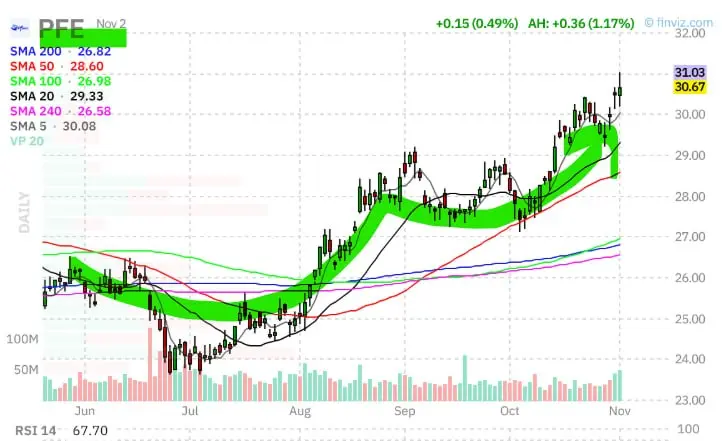 PFE Nov 2 +0.15 (0.49%) AH: +0.36 (1.17%) © finviz.com
SMA 200 · 26.82
SMA 50 · 28.60
SMA 100 · 26.98
SMA 20 · 29.33
SMA 240 · 26.58
SMA 5 · 30.08
VP 20
DAILY
32.00
31.03
30.67
30.00
29.00
28.00
27.00
26.00
25.00
24.00
23.00
100M
50M
Jun Jul Aug Sep Oct Nov
RSI 14 67.70 100